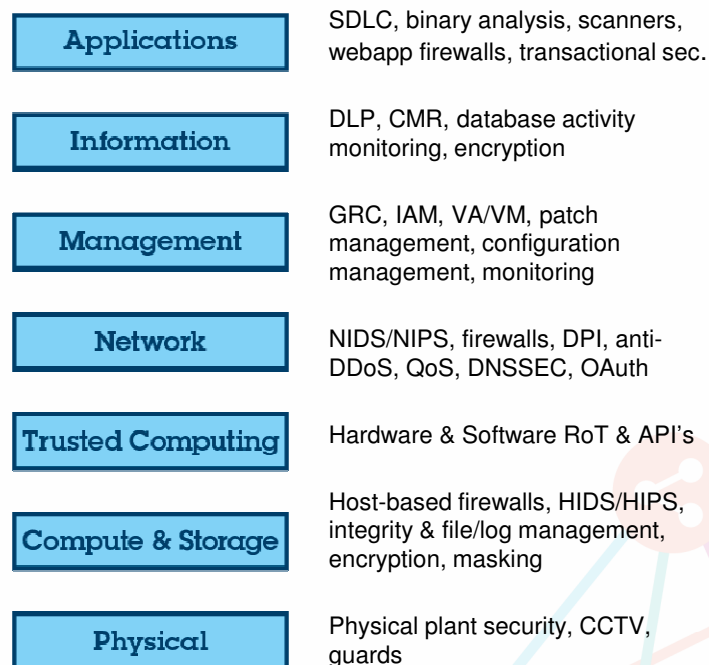 Applications
SDLC, binary analysis, scanners,
webapp firewalls, transactional sec.
Information
DLP, CMR, database activity
monitoring, encryption
Management
GRC, IAM, VA/VM, patch
management, configuration
management, monitoring
Network
NIDS/NIPS, firewalls, DPI, anti-
DDoS, QoS, DNSSEC, OAuth
Trusted Computing
Hardware & Software RoT & API's
Compute & Storage
Host-based firewalls, HIDS/HIPS,
integrity & file/log management,
encryption, masking
Physical
Physical plant security, CCTV,
guards